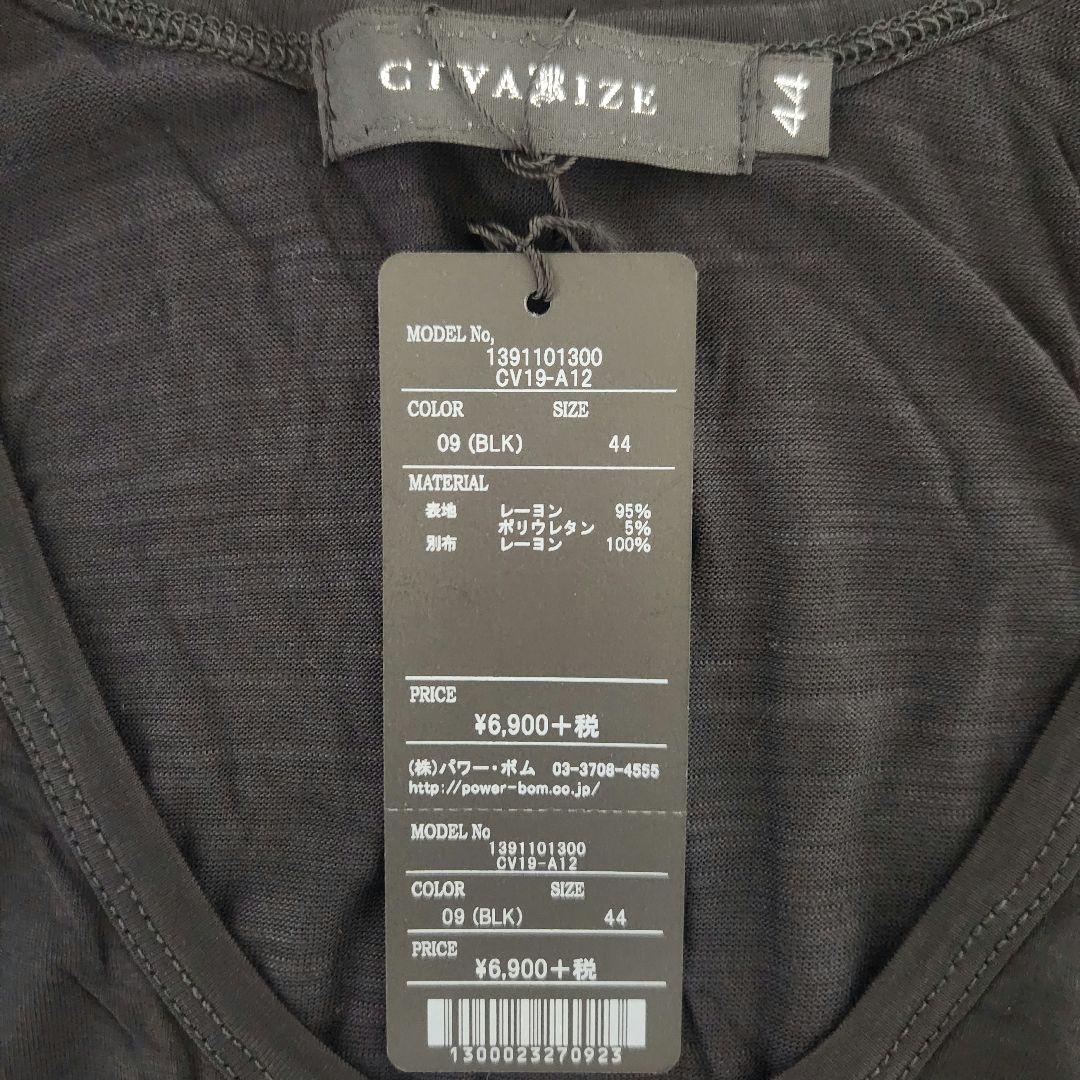 CIVARIZE
44
MODEL No,
1391101300
CV19-A12
COLOR SIZE
09 (BLK) 44
MATERIAL
表地 レーヨン 95%
ポリウレタン 5%
別布 レーヨン 100%
PRICE
¥6,900+税
(株)パワー・ボム 03-3708-4555
http://power-bom.co.jp/
MODEL No
1391101300
CV19-A12
COLOR SIZE
09 (BLK) 44
PRICE
¥6,900+税
1300023270923